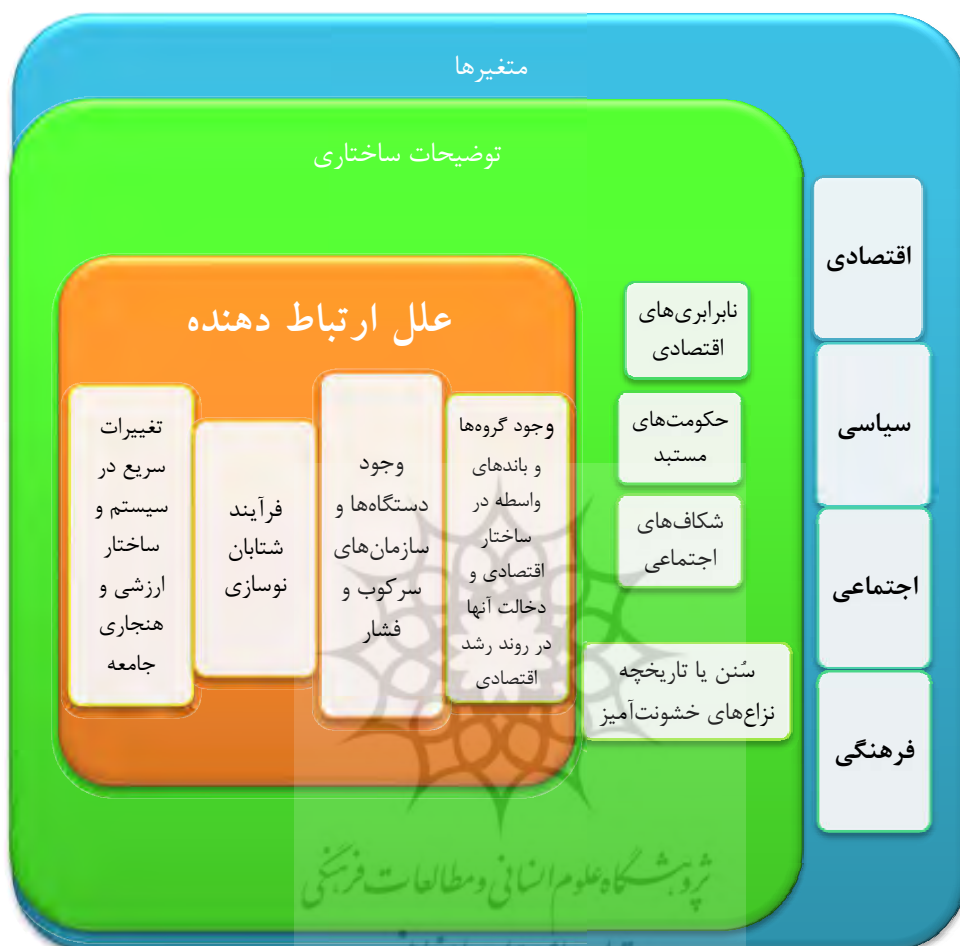 متغیرها
توضیحات ساختاری
اقتصادی
سیاسی
اجتماعی
فرهنگی
نابرابری‌های
اقتصادی
حکومت‌های
مستبد
شکاف‌های
اجتماعی
سُنن یا تاریخچه
نزاع‌های خشونت‌آمیز
علل ارتباط دهنده
وجود گروه‌ها
و باندهای
واسطه در
ساختار
اقتصادی و
دخالت آنها
در روند رشد
اقتصادی
وجود
دستگاه‌ها و
سازمان‌های
سرکوب و
فشار
فرآیند
شتابان
نوسازی
تغییرات
سریع در
سیستم و
ساختار
ارزشی و
هنجاری
جامعه
پژوهشگاه علوم انسانی و مطالعات فرهنگی